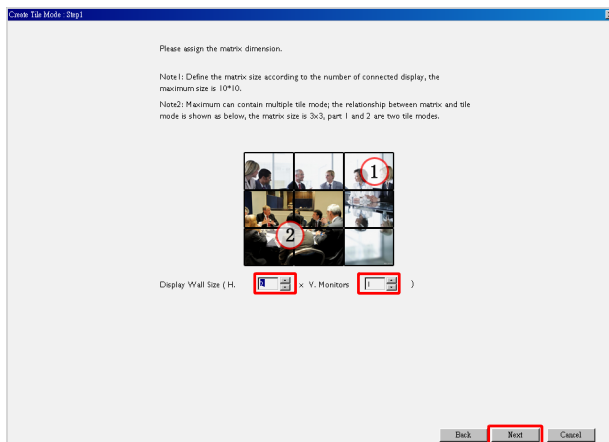 Create Tile Mode : Step1
Please assign the matrix dimension.
Note1: Define the matrix size according to the number of connected display, the
maximum size is 10*10.
Note2: Maximum can contain multiple tile mode; the relationship between matrix and tile
mode is shown as below, the matrix size is 3x3, part 1 and 2 are two tile modes.
1
2
Display Wall Size ( H. x V. Monitors 1 )
Back Next Cancel